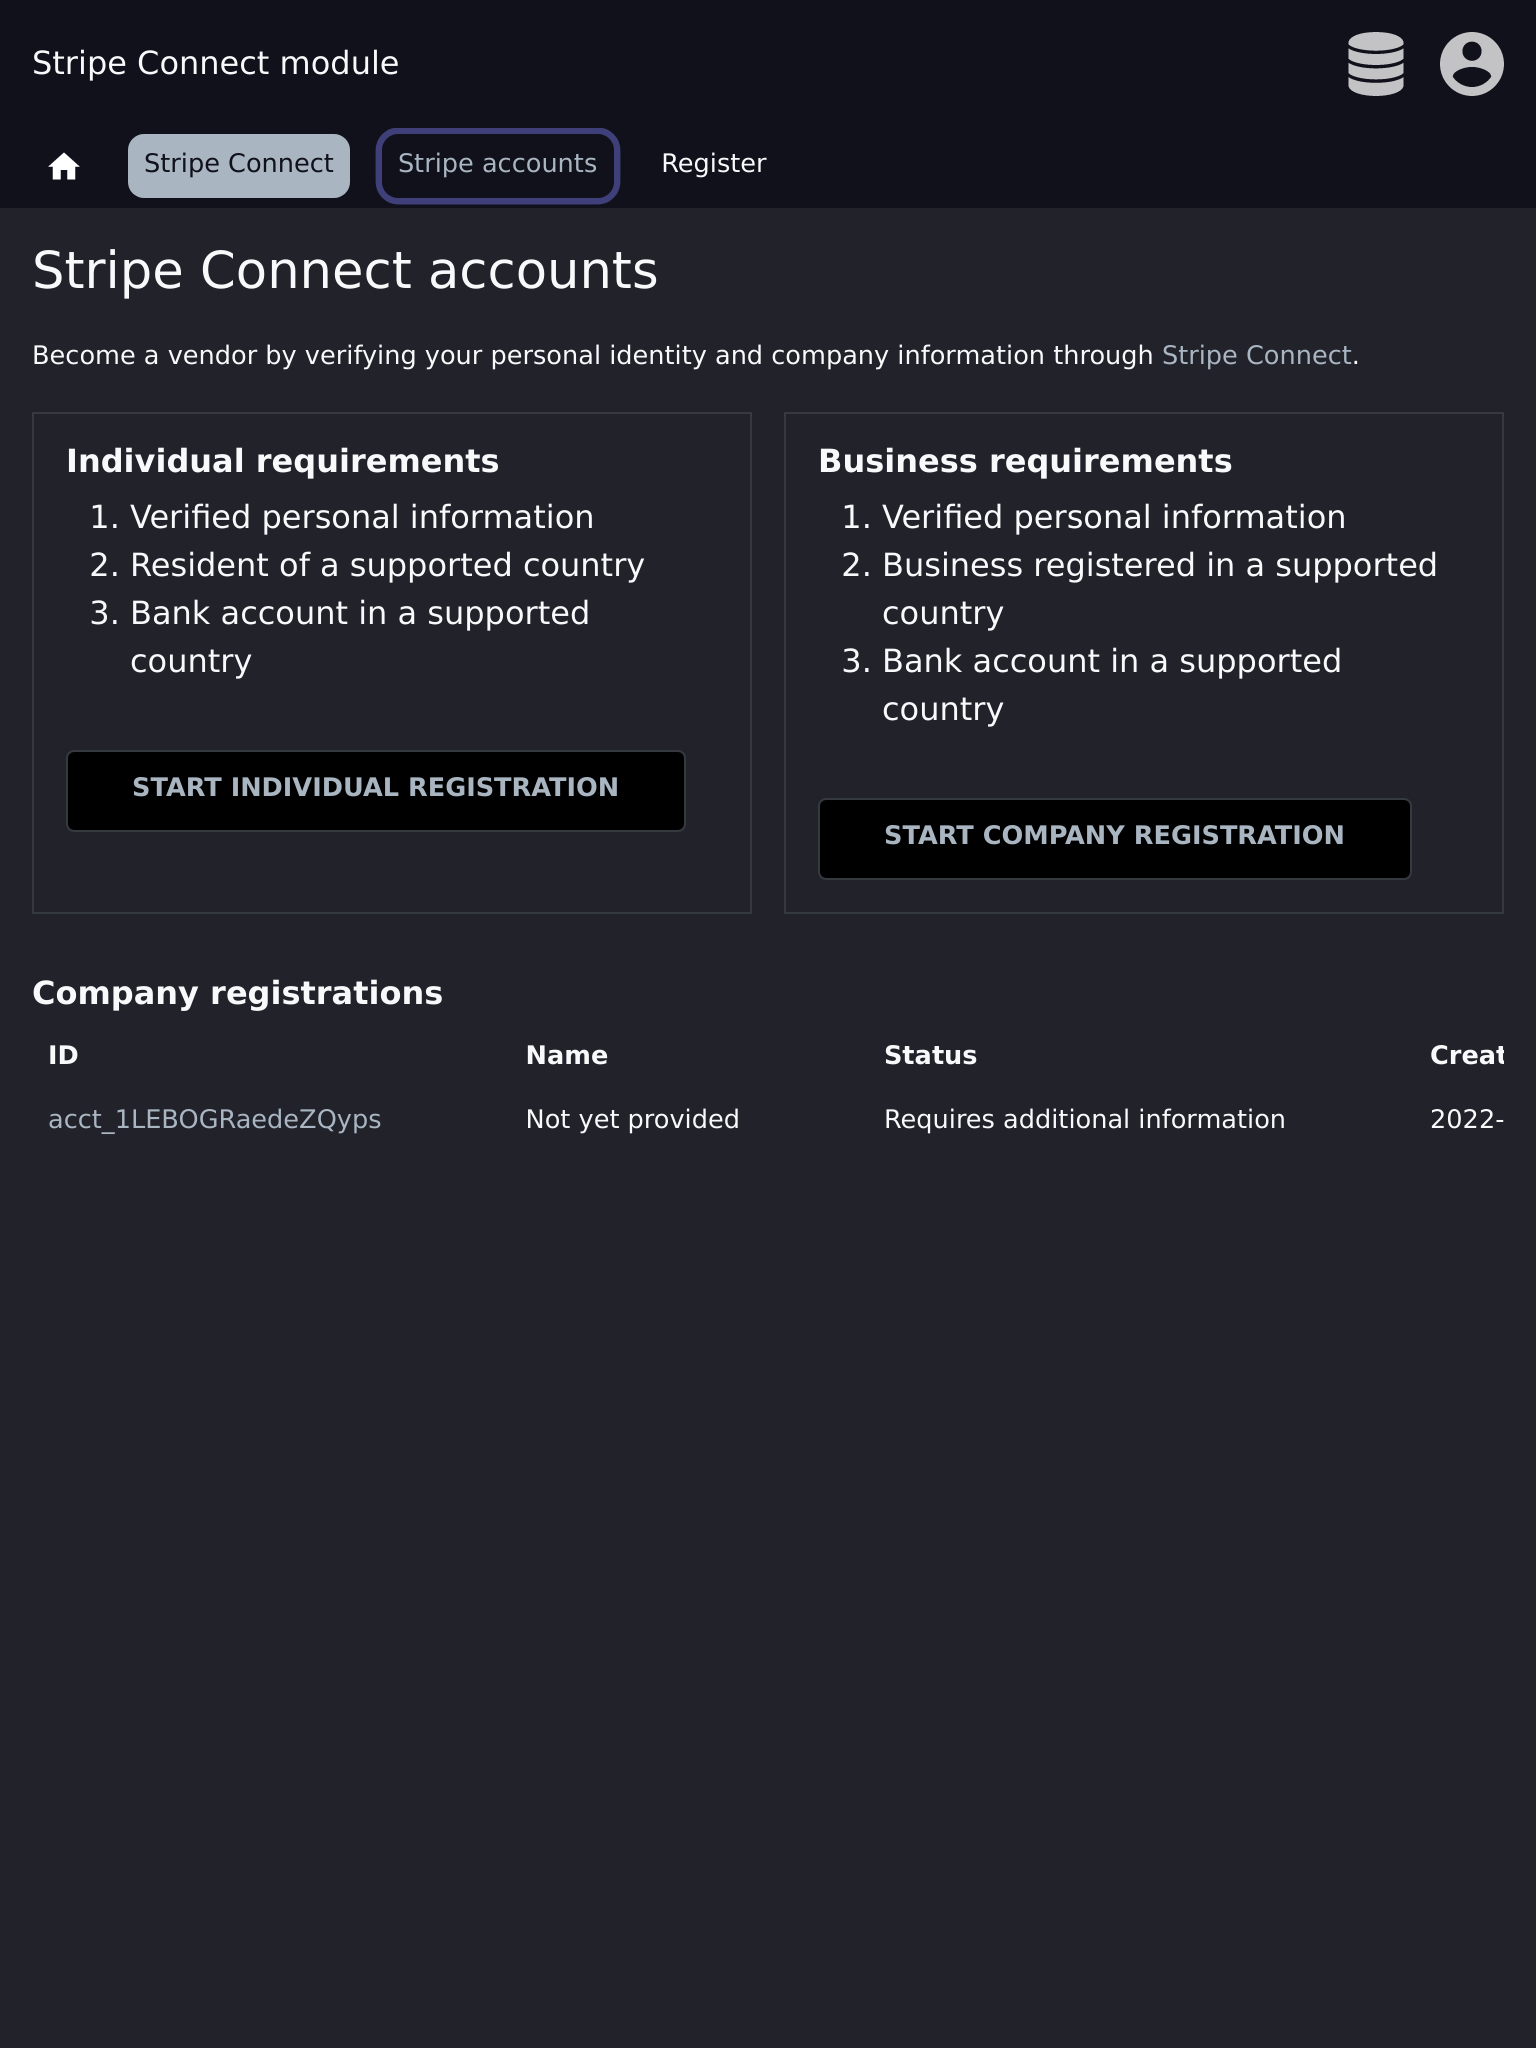 Stripe Connect module
Stripe Connect
Stripe accounts
Register
Stripe Connect accounts
Become a vendor by verifying your personal identity and company information through Stripe Connect.
Individual requirements
1. Verified personal information
2. Resident of a supported country
3. Bank account in a supported
country
START INDIVIDUAL REGISTRATION
Business requirements
1. Verified personal information
2. Business registered in a supported
country
3. Bank account in a supported
country
START COMPANY REGISTRATION
Company registrations
ID Name Status Creat
acct_1LEBOGRaedeZQyps Not yet provided Requires additional information 2022-